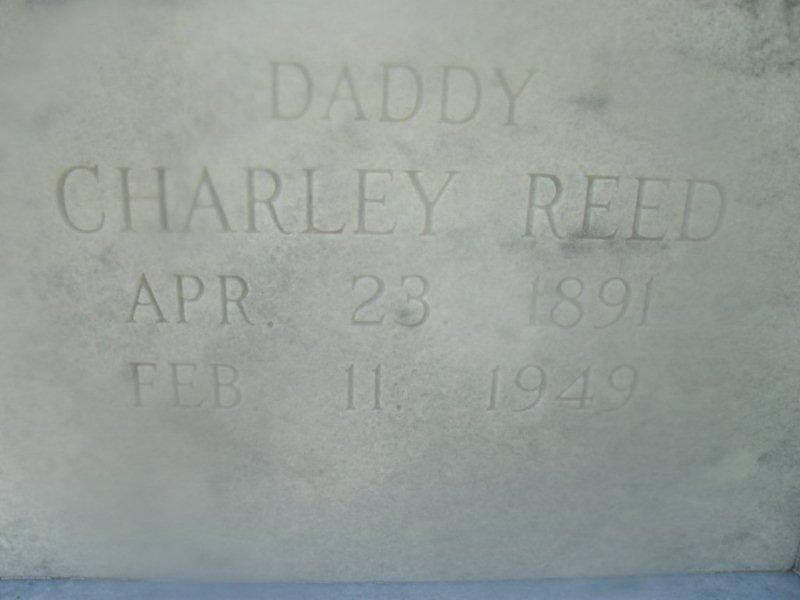 DADDY
CHARLEY REED
APR. 23. 1891
FEB. 11. 1949